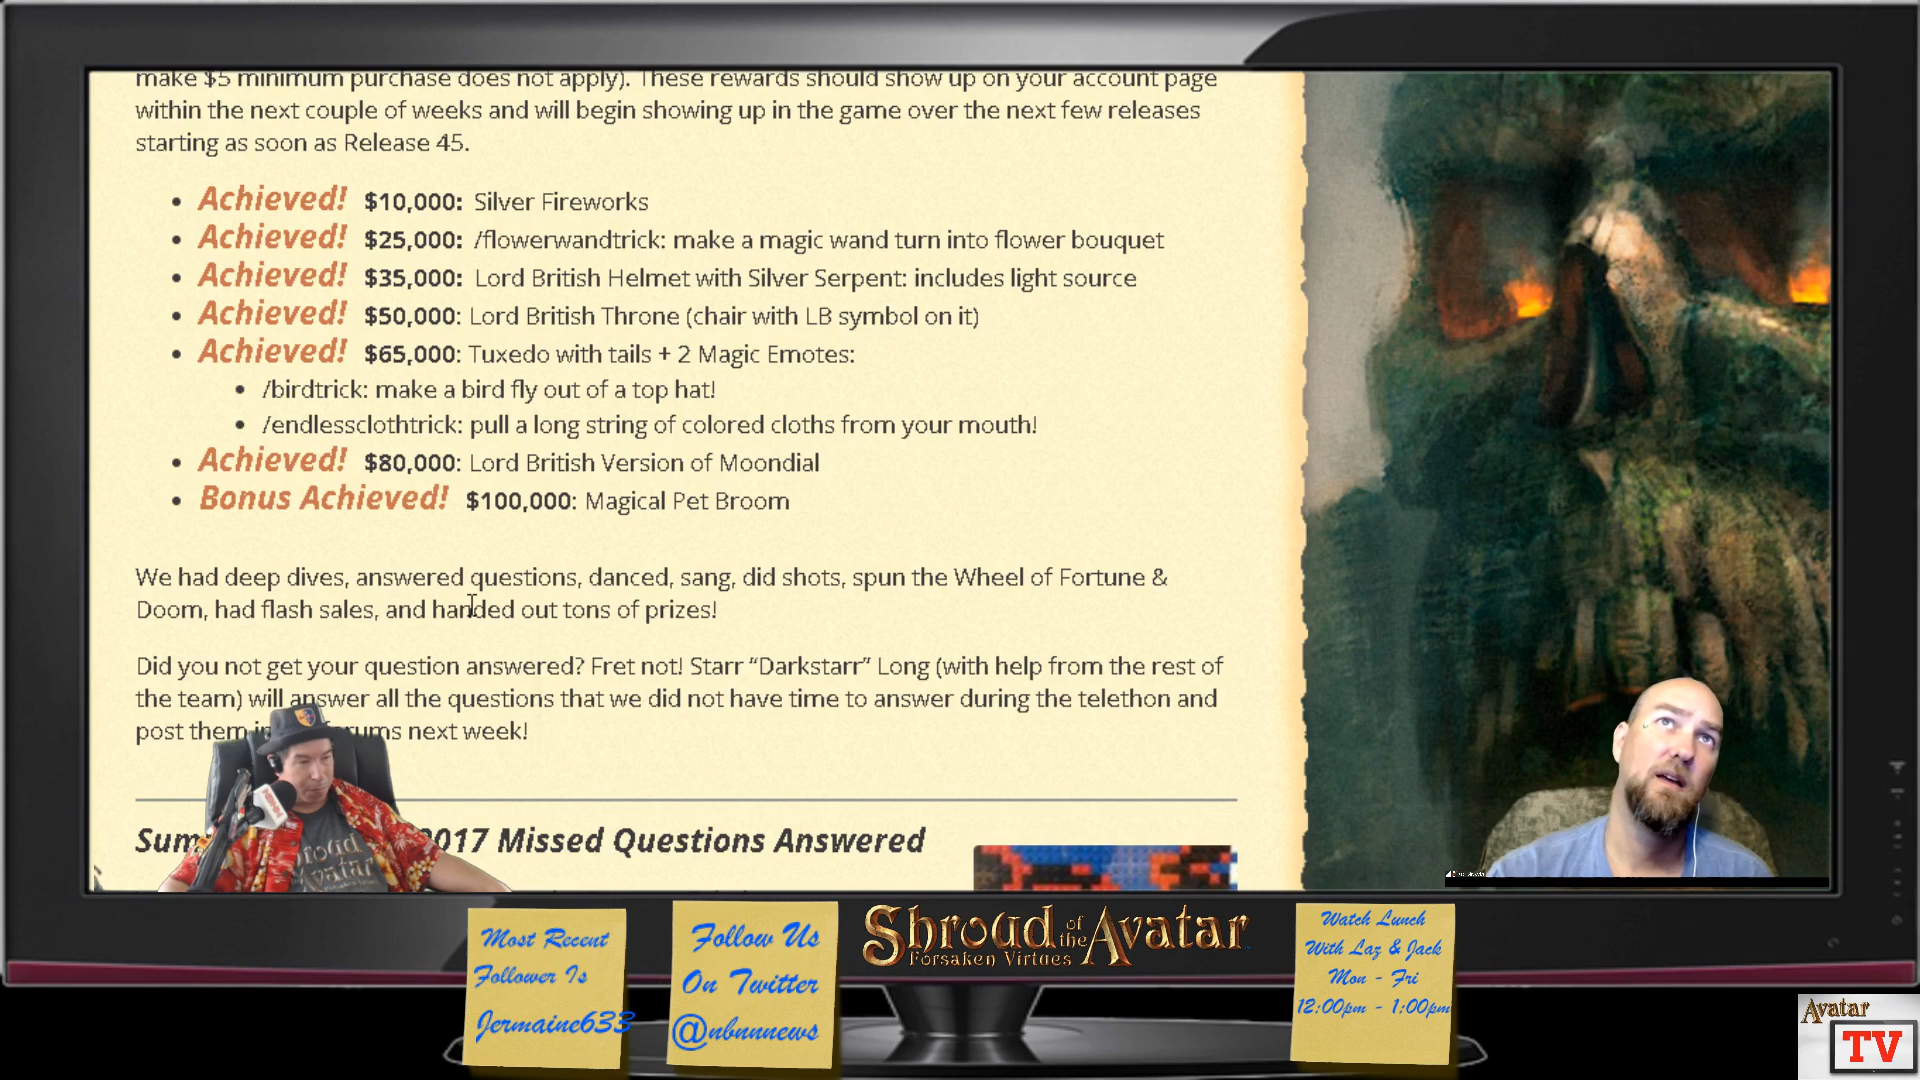 make $5 minimum purchase does not apply). These rewards should show up on your account page
within the next couple of weeks and will begin showing up in the game over the next few releases
starting as soon as Release 45.
• Achieved! $10,000: Silver Fireworks
• Achieved! $25,000: /flowerwandtrick: make a magic wand turn into flower bouquet
• Achieved! $35,000: Lord British Helmet with Silver Serpent: includes light source
• Achieved! $50,000: Lord British Throne (chair with LB symbol on it)
• Achieved! $65,000: Tuxedo with tails + 2 Magic Emotes:
• /birdtrick: make a bird fly out of a top hat!
• /endlessclothtrick: pull a long string of colored cloths from your mouth!
• Achieved! $80,000: Lord British Version of Moondial
• Bonus Achieved! $100,000: Magical Pet Broom
We had deep dives, answered questions, danced, sang, did shots, spun the Wheel of Fortune &
Doom, had flash sales, and handed out tons of prizes!
Did you not get your question answered? Fret not! Starr “Darkstarr” Long (with help from the rest of
the team) will answer all the questions that we did not have time to answer during the telethon and
post them next week!
2017 Missed Questions Answered
Shroud
Avatar
Most Recent
Follower Is
Jermaine633
Follow Us
On Twitter
@nbnnnews
Shroud of the Avatar
Forsaken Virtues
Watch Lunch
With Laz & Jack
Mon - Fri
12:00pm - 1:00pm
Avatar
TV